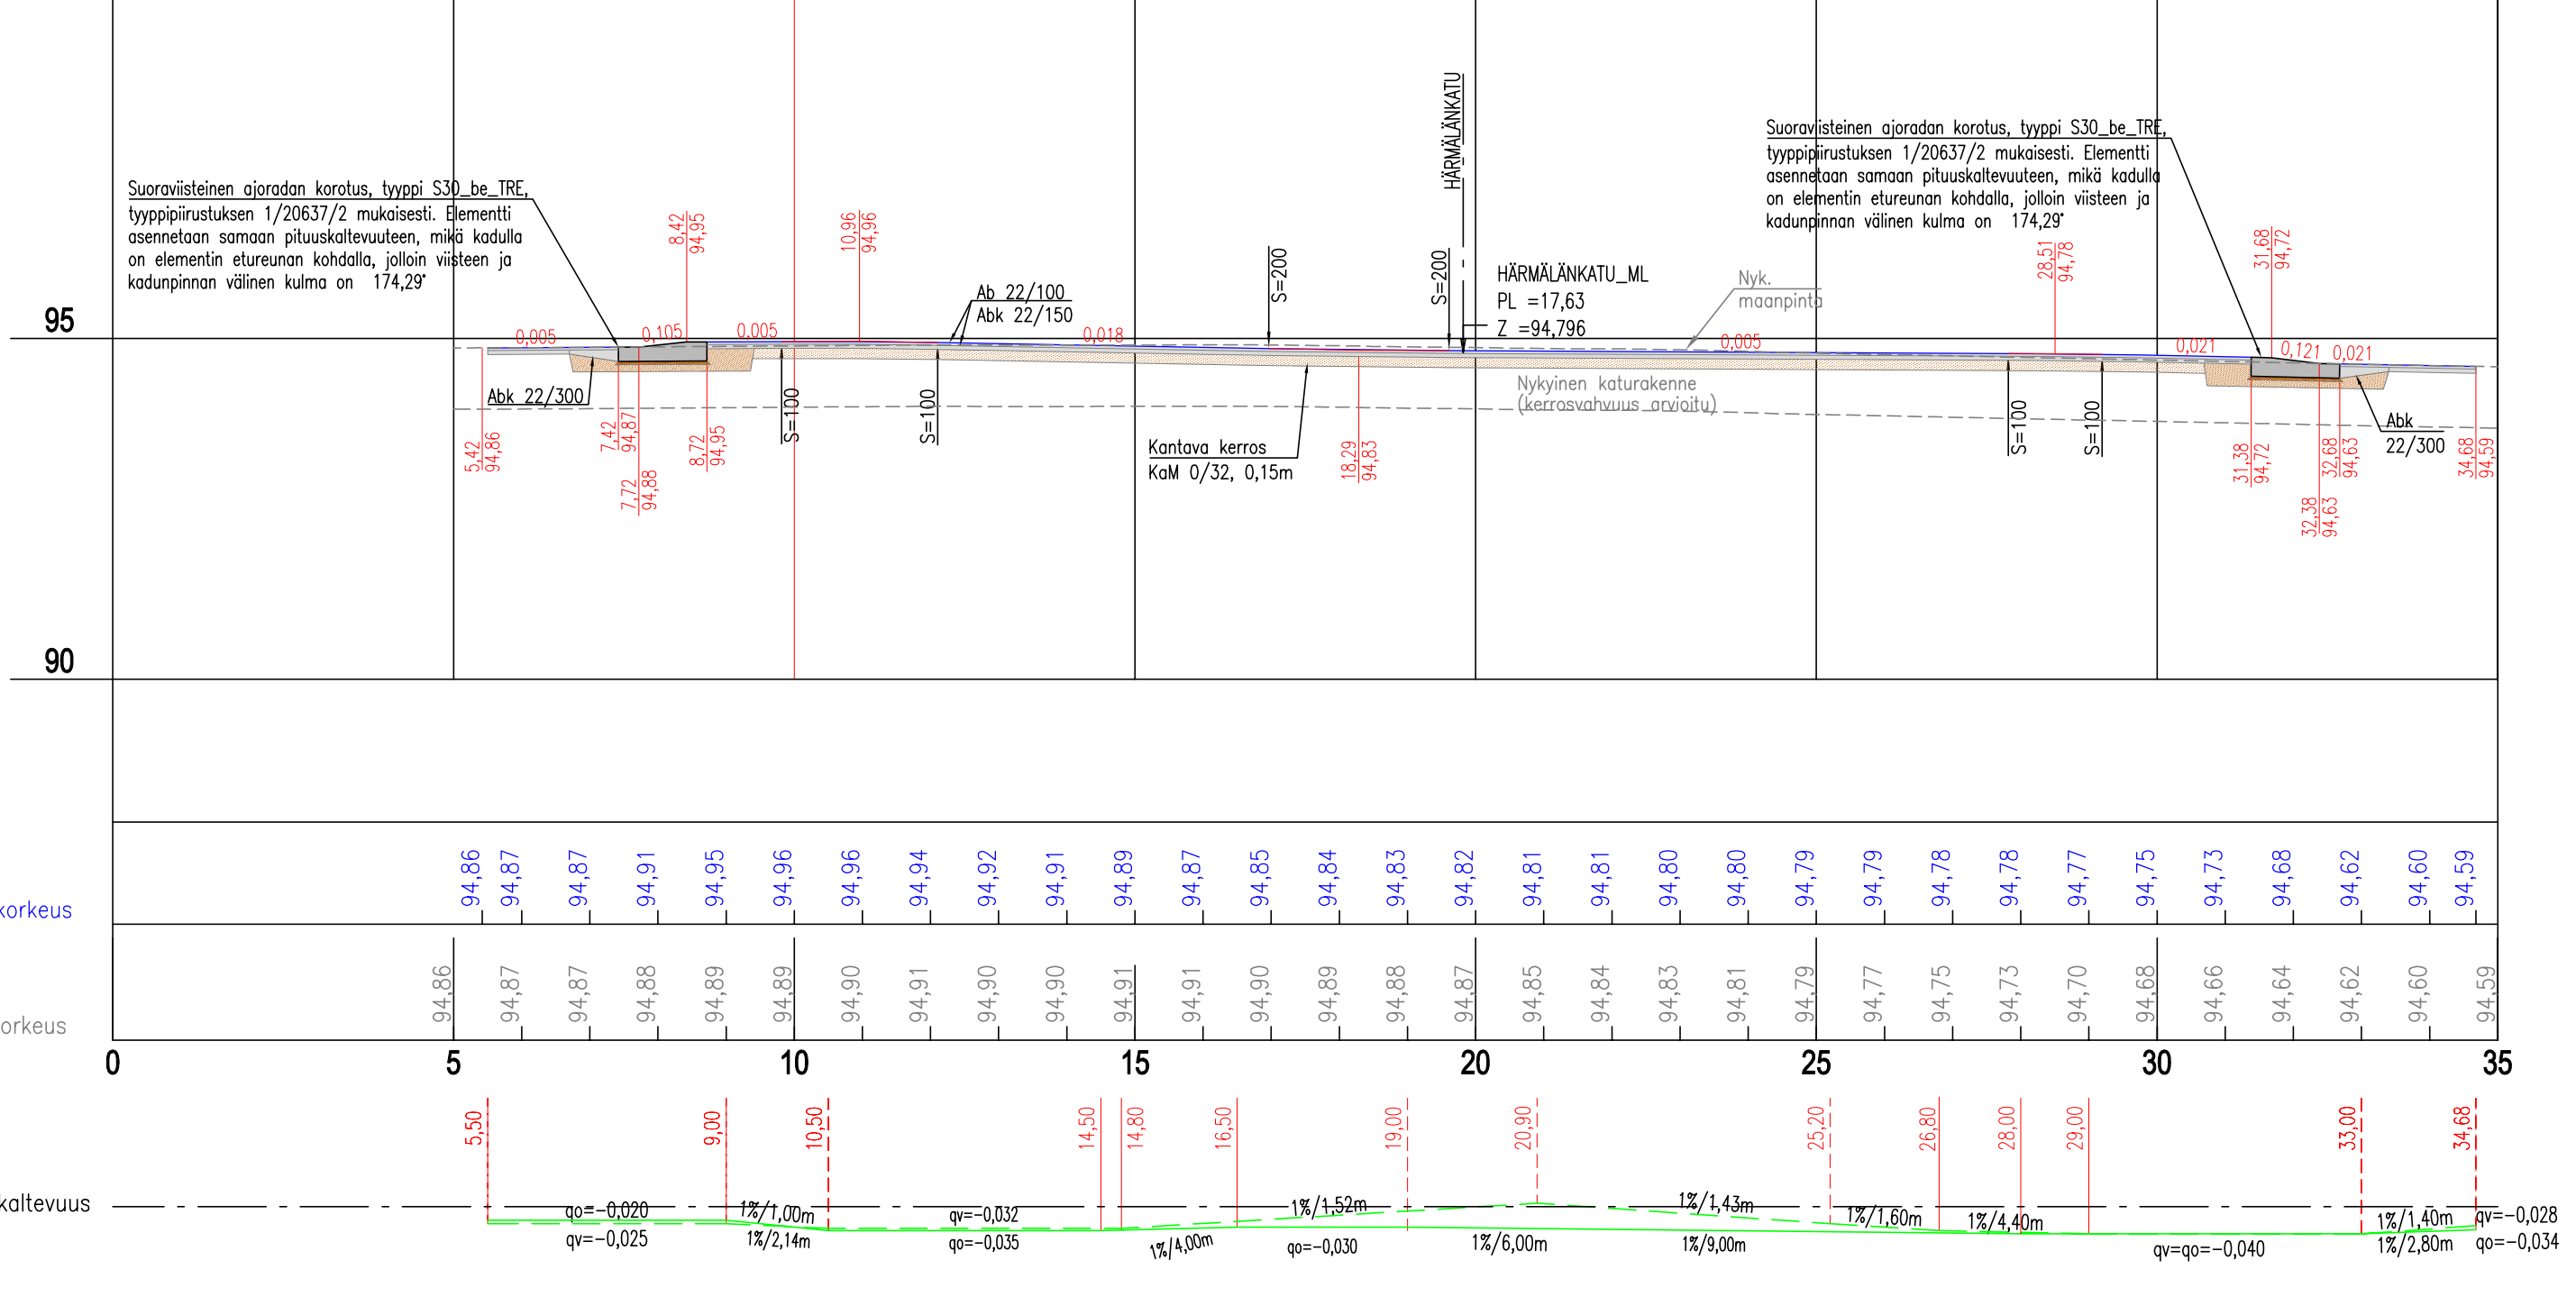 HÄRMÄLÄNKATU
Suoraviisteinen ajoradan korotus, tyyppi S30_be_TRE,
tyyppipiirustuksen 1/20637/2 mukaisesti. Elementti
asennetaan samaan pituuskaltevuuteen, mikä kadulla
on elementin etureunan kohdalla, jolloin viisteen ja
kadunpinnan välinen kulma on 174,29°
Suoraviisteinen ajoradan korotus, tyyppi S30_be_TRE,
tyyppipiirustuksen 1/20637/2 mukaisesti. Elementti
asennetaan samaan pituuskaltevuuteen, mikä kadulla
on elementin etureunan kohdalla, jolloin viisteen ja
kadunpinnan välinen kulma on 174,29°
8,42
94,95
10,96
94,96
S=200
S=200
HÄRMÄLÄNKATU_ML
PL =17,63
Z =94,796
Nyk.
maanpinta
28,51
94,78
31,68
94,72
Ab 22/100
Abk 22/150
95
0,005
0,105
0,005
0,018
0,005
0,021
0,121
0,021
Abk 22/300
5,42
94,86
7,42
94,87
7,72
94,88
8,72
94,95
S=100
S=100
Kantava kerros
KaM 0/32, 0,15m
18,29
94,83
Nykyinen katurakenne
(kerrosvahvuus arvioitu)
S=100
S=100
31,38
94,72
32,38
94,63
32,68
94,63
Abk
22/300
34,68
94,59
90
korkeus
94,86 94,87 94,87 94,91 94,95 94,96 94,96 94,94 94,92 94,91 94,89 94,87 94,85 94,84 94,83 94,82 94,81 94,81 94,80 94,80 94,79 94,79 94,78 94,78 94,77 94,75 94,73 94,68 94,62 94,60 94,59
orkeus
94,86 94,87 94,87 94,88 94,89 94,89 94,90 94,91 94,90 94,90 94,91 94,91 94,90 94,89 94,88 94,87 94,85 94,84 94,83 94,81 94,79 94,77 94,75 94,73 94,70 94,68 94,66 94,64 94,62 94,60 94,59
0 5 10 15 20 25 30 35
5,50 9,00 10,50 14,50 14,80 16,50 19,00 20,90 25,20 26,80 28,00 29,00 33,00 34,68
kaltevuus
qo=-0,020 1%/1,00m qv=-0,032 1%/1,52m 1%/1,43m 1%/1,60m 1%/4,40m 1%/1,40m qv=-0,028
qv=-0,025 1%/2,14m qo=-0,035 1%/4,00m qo=-0,030 1%/6,00m 1%/9,00m qv=qo=-0,040 1%/2,80m qo=-0,034